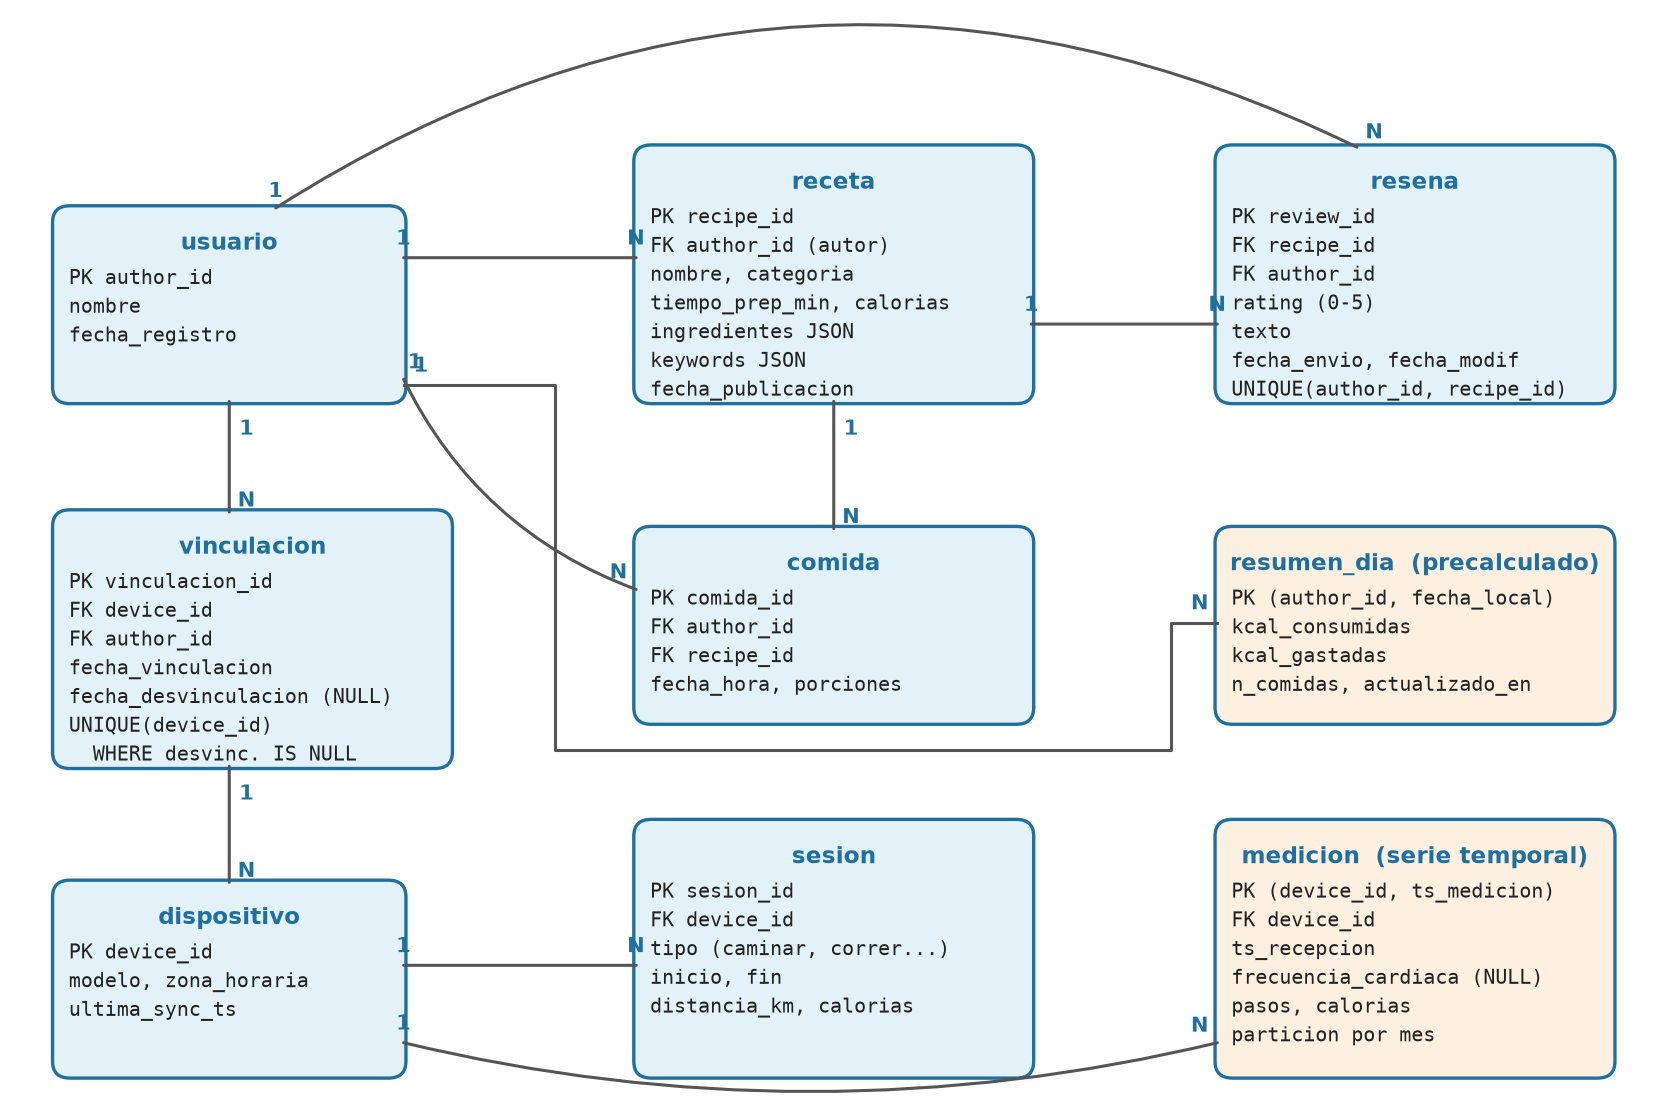 N
1
usuario
PK author_id
nombre
fecha_registro
1
N
receta
PK recipe_id
FK author_id (autor)
nombre, categoria
tiempo_prep_min, calorias
ingredientes JSON
keywords JSON
fecha_publicacion
1
N
resena
PK review_id
FK recipe_id
FK author_id
rating (0-5)
texto
fecha_envio, fecha_modif
UNIQUE(author_id, recipe_id)
1
1
1
N
1
N
vinculacion
PK vinculacion_id
FK device_id
FK author_id
fecha_vinculacion
fecha_desvinculacion (NULL)
UNIQUE(device_id)
WHERE desvinc. IS NULL
N
comida
PK comida_id
FK author_id
FK recipe_id
fecha_hora, porciones
N
resumen_dia (precalculado)
PK (author_id, fecha_local)
kcal_consumidas
kcal_gastadas
n_comidas, actualizado_en
1
N
dispositivo
PK device_id
modelo, zona_horaria
ultima_sync_ts
1
N
sesion
PK sesion_id
FK device_id
tipo (caminar, correr...)
inicio, fin
distancia_km, calorias
1
N
medicion (serie temporal)
PK (device_id, ts_medicion)
FK device_id
ts_recepcion
frecuencia_cardiaca (NULL)
pasos, calorias
particion por mes